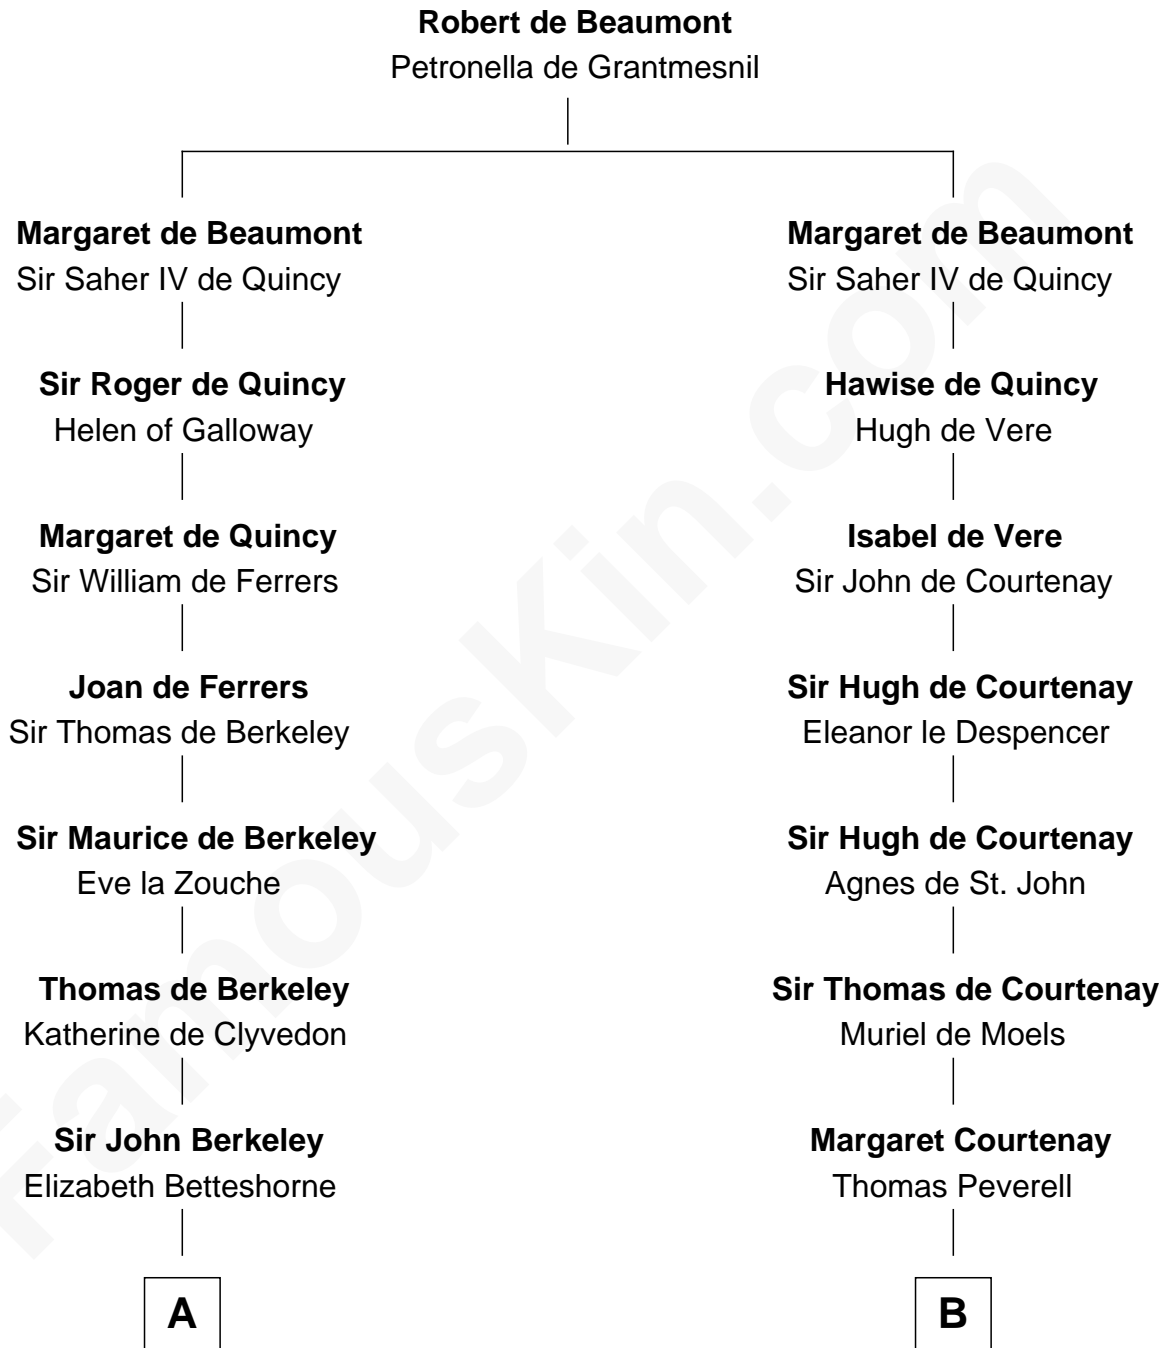 Robert de Beaumont
Petronella de Grantmesnil
Margaret de Beaumont
Sir Saher IV de Quincy
Sir Roger de Quincy
Helen of Galloway
Margaret de Quincy
Sir William de Ferrers
Joan de Ferrers
Sir Thomas de Berkeley
Sir Maurice de Berkeley
Eve la Zouche
Thomas de Berkeley
Katherine de Clyvedon
Sir John Berkeley
Elizabeth Betteshorne
A
Margaret de Beaumont
Sir Saher IV de Quincy
Hawise de Quincy
Hugh de Vere
Isabel de Vere
Sir John de Courtenay
Sir Hugh de Courtenay
Eleanor le Despencer
Sir Hugh de Courtenay
Agnes de St. John
Sir Thomas de Courtenay
Muriel de Moels
Margaret Courtenay
Thomas Peverell
B
FamousKin.com